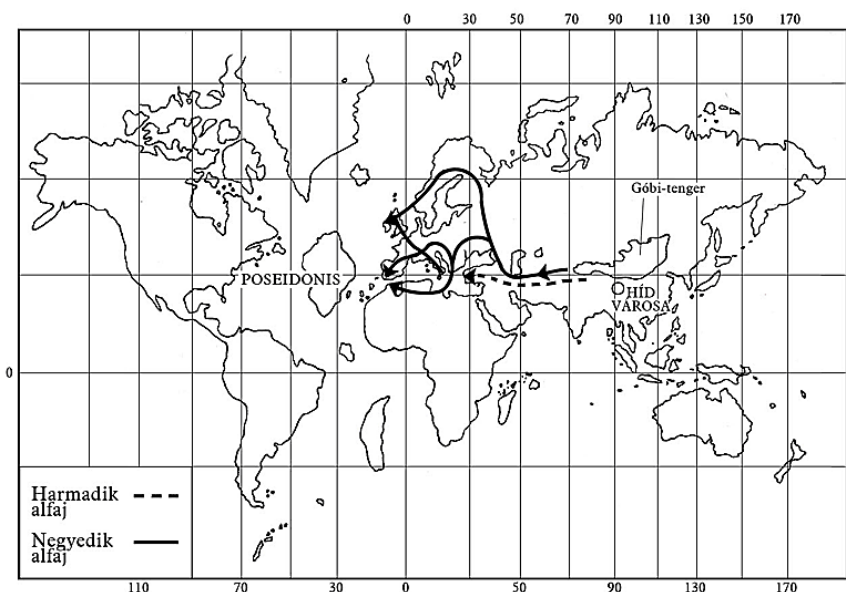 0 30 50 70 90 110 130 150 170
Góbi-tenger
POSEIDONIS
HÍD
VÁROSA
0
Harmadik
alfaj
Negyedik
alfaj
110 70 30 0 50 90 130 170